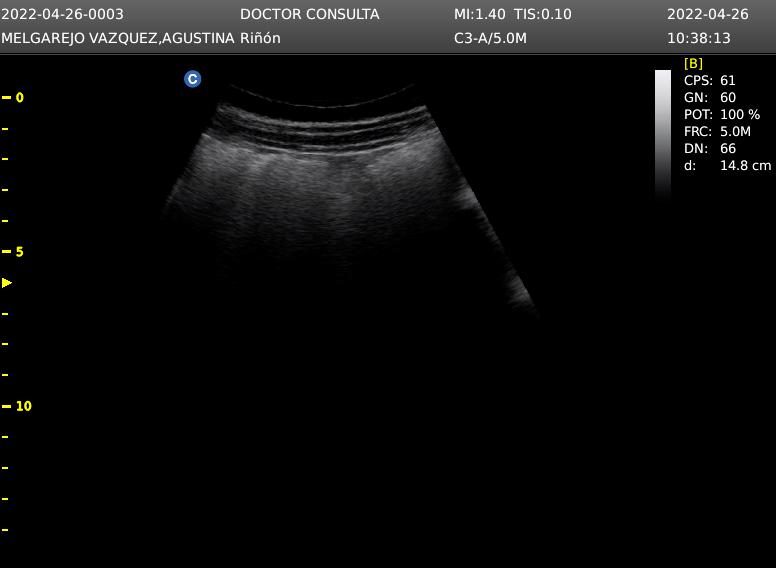 2022-04-26-0003 DOCTOR CONSULTA MI:1.40 TIS:0.10 2022-04-26
MELGAREJO VAZQUEZ,AGUSTINA Riñón C3-A/5.0M 10:38:13
C
[B]
CPS: 61
GN: 60
POT: 100 %
FRC: 5.0M
DN: 66
d: 14.8 cm
0
5
10